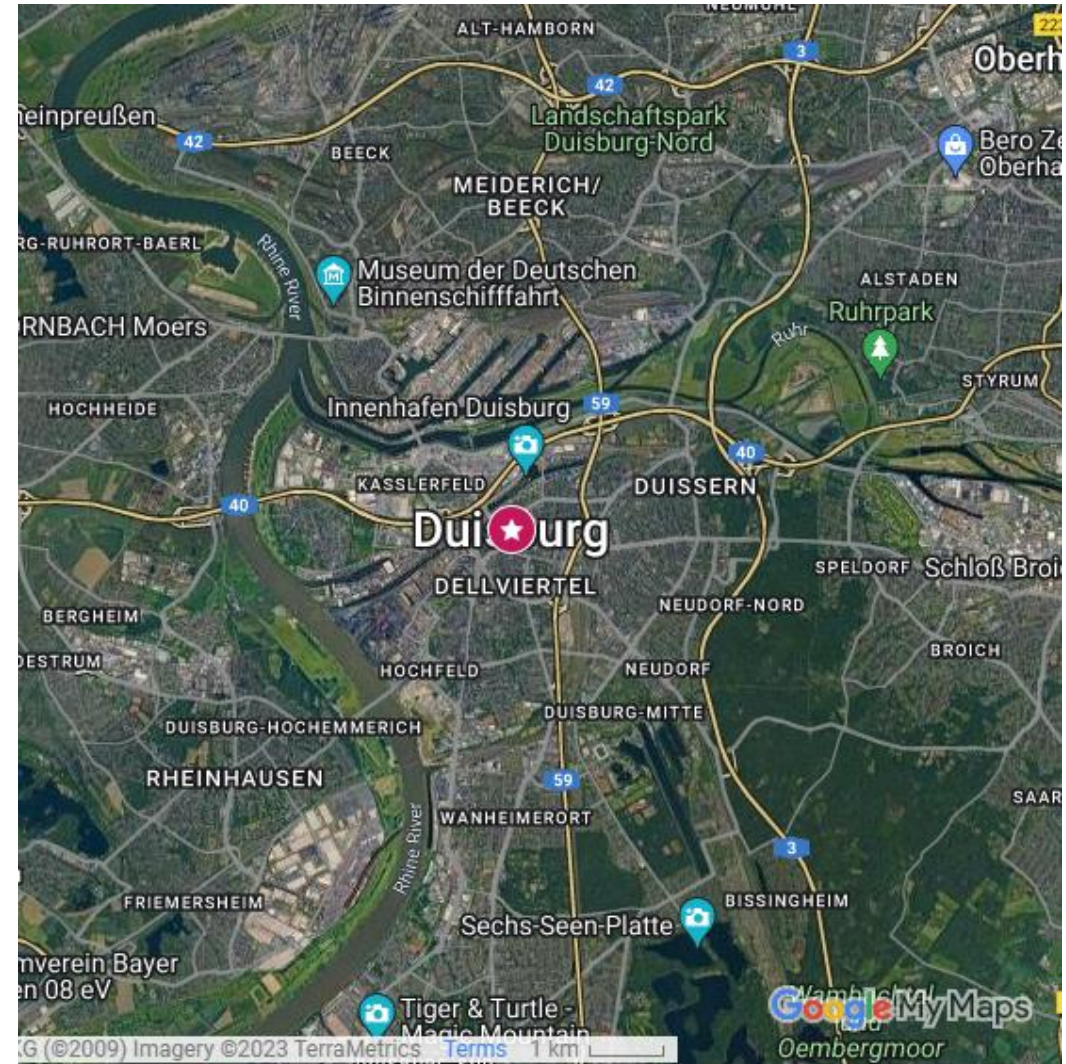 NEUMÜHL
ALT-HAMBORN
3
Oberh
42
Landschaftspark
Duisburg-Nord
einpreußen
42
BEECK
Bero Ze
Oberha
MEIDERICH/
BEECK
RG-RUHRORT-BAERL
Rhine River
Museum der Deutschen
Binnenschifffahrt
ALSTADEN
Ruhrpark
RNBACH Moers
Ruhr
STYRUM
HOCHHEIDE
Innenhafen Duisburg
59
40
KASSLERFELD
DUISSERN
40
Duisburg
SPELDORF
Schloß Broi
DELLVIERTEL
NEUDORF-NORD
BERGHEIM
BROICH
ESTRUM
HOCHFELD
NEUDORF
DUISBURG-MITTE
DUISBURG-HOCHEMMERICH
RHEINHAUSEN
59
SAAR
WANHEIMERORT
Rhine River
3
FRIEMERSHEIM
BISSINGHEIM
Sechs-Seen-Platte
mverein Bayer
en 08 eV
Tiger & Turtle -
Magic Mountain
Google My Maps
Oembergmoor
G (©2009) Imagery ©2023 TerraMetrics Terms 1 km